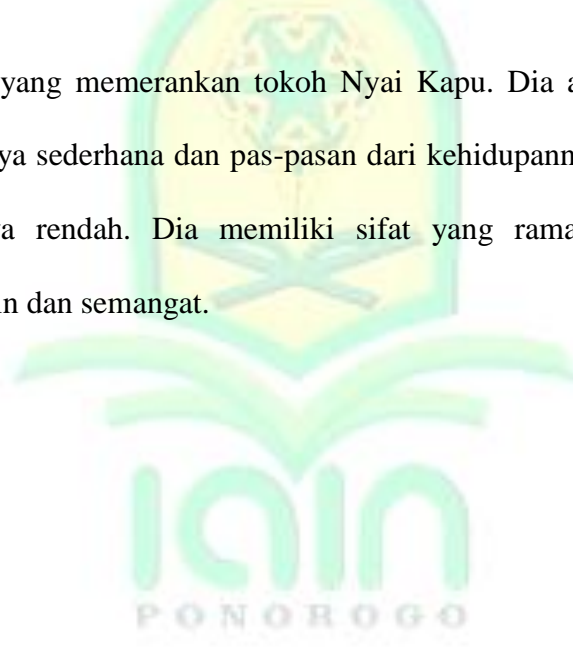 yang memerankan tokoh Nyai Kapu. Dia a
ya sederhana dan pas-pasan dari kehidupann
a rendah. Dia memiliki sifat yang rama
n dan semangat.
iain
PONOROGO